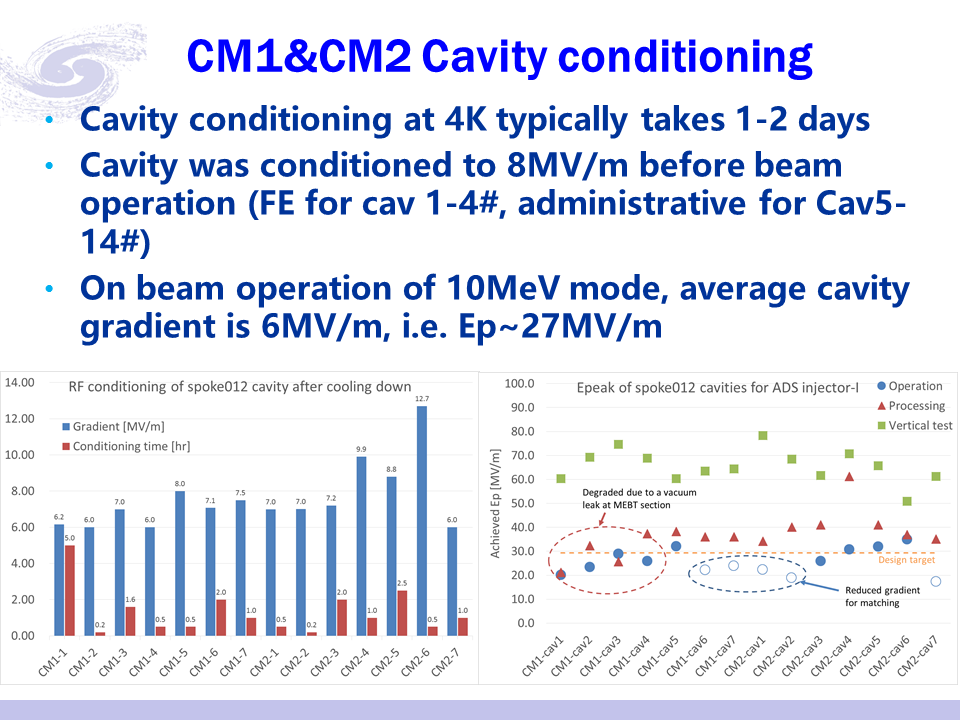 CM1&CM2 Cavity conditioning
• Cavity conditioning at 4K typically takes 1-2 days
• Cavity was conditioned to 8MV/m before beam
operation (FE for cav 1-4#, administrative for Cav5-
14#)
• On beam operation of 10MeV mode, average cavity
gradient is 6MV/m, i.e. Ep~27MV/m
RF conditioning of spoke012 cavity after cooling down
Gradient [MV/m]
Conditioning time [hr]
14.00
12.00
10.00
8.00
6.00
4.00
2.00
0.00
6.2
5.0
6.0
0.2
7.0
1.6
6.0
0.5
8.0
0.5
7.1
2.0
7.5
1.0
7.0
0.5
7.0
0.2
7.2
2.0
9.9
1.0
8.8
2.5
12.7
0.5
6.0
1.0
CM1-1
CM1-2
CM1-3
CM1-4
CM1-5
CM1-6
CM1-7
CM2-1
CM2-2
CM2-3
CM2-4
CM2-5
CM2-6
CM2-7
Epeak of spoke012 cavities for ADS injector-I
Operation
Processing
Vertical test
Achieved Ep [MV/m]
100.0
90.0
80.0
70.0
60.0
50.0
40.0
30.0
20.0
10.0
0.0
Degraded due to a vacuum
leak at MEBT section
Design target
Reduced gradient
for matching
CM1-cav1
CM1-cav2
CM1-cav3
CM1-cav4
CM1-cav5
CM1-cav6
CM1-cav7
CM2-cav1
CM2-cav2
CM2-cav3
CM2-cav4
CM2-cav5
CM2-cav6
CM2-cav7